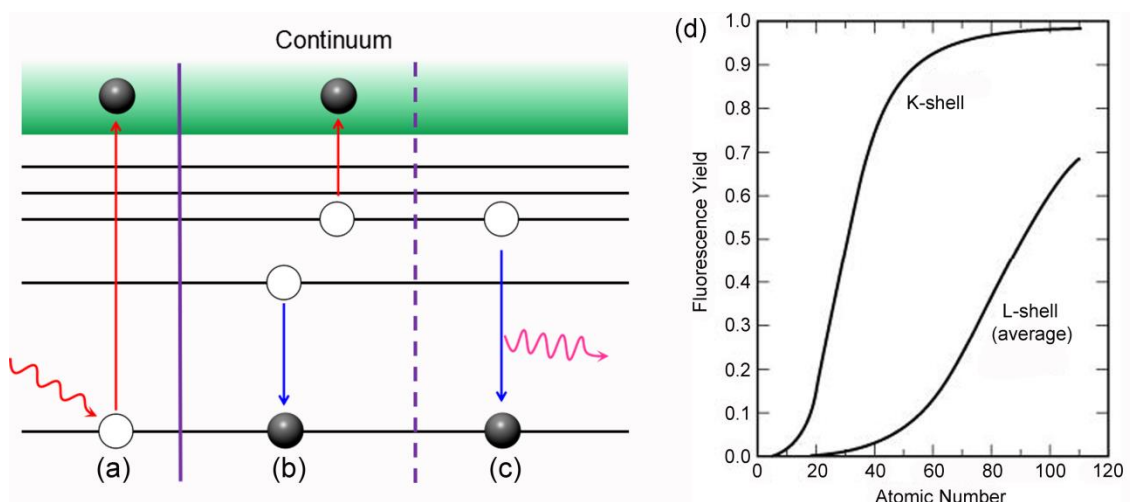 Continuum
(a)
(b)
(c)
(d)
Fluorescence Yield
1.0
0.9
0.8
0.7
0.6
0.5
0.4
0.3
0.2
0.1
0.0
K-shell
L-shell
(average)
0 20 40 60 80 100 120
Atomic Number